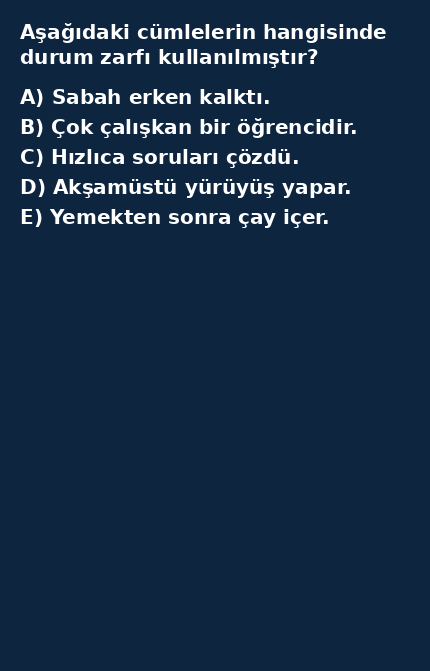 Aşağıdaki cümlelerin hangisinde
durum zarfı kullanılmıştır?
A) Sabah erken kalktı.
B) Çok çalışkan bir öğrencidir.
C) Hızlıca soruları çözdü.
D) Akşamüstü yürüyüş yapar.
E) Yemekten sonra çay içer.